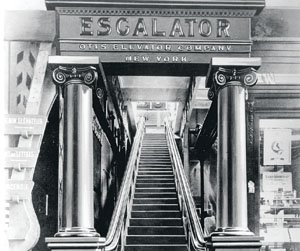 ESCALATOR
OTIS ELEVATOR COMPANY
NEW YORK